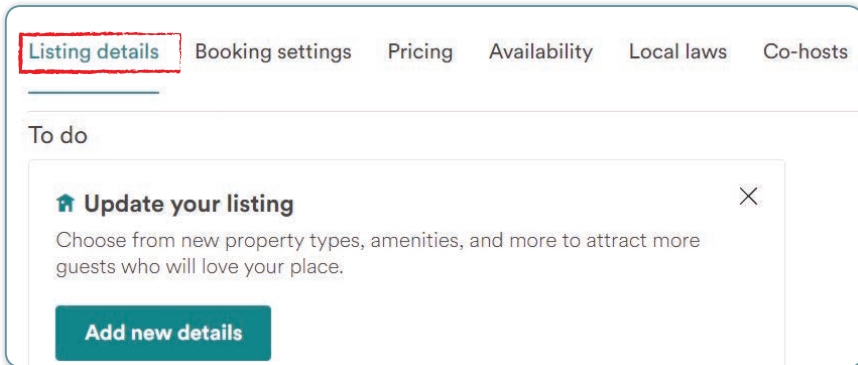 Listing details Booking settings Pricing Availability Local laws Co-hosts
To do
Update your listing
Choose from new property types, amenities, and more to attract more
guests who will love your place.
Add new details